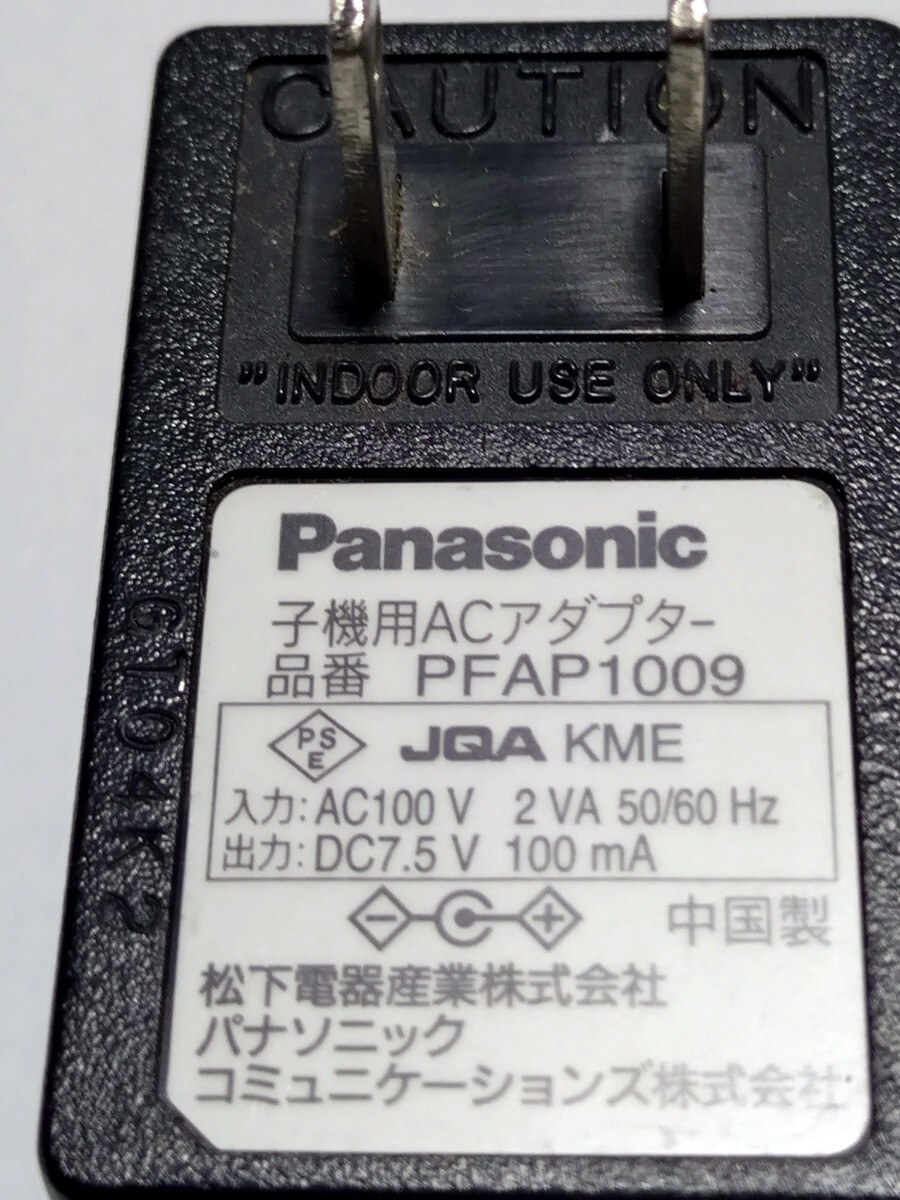 CAUTION
"INDOOR USE ONLY"
Panasonic
子機用ACアダプター
品番 PFAP1009
PSE JQA KME
入力: AC100 V 2 VA 50/60 Hz
出力: DC7.5 V 100 mA
中国製
松下電器産業株式会社
パナソニック
コミュニケーションズ株式会社
G104K2